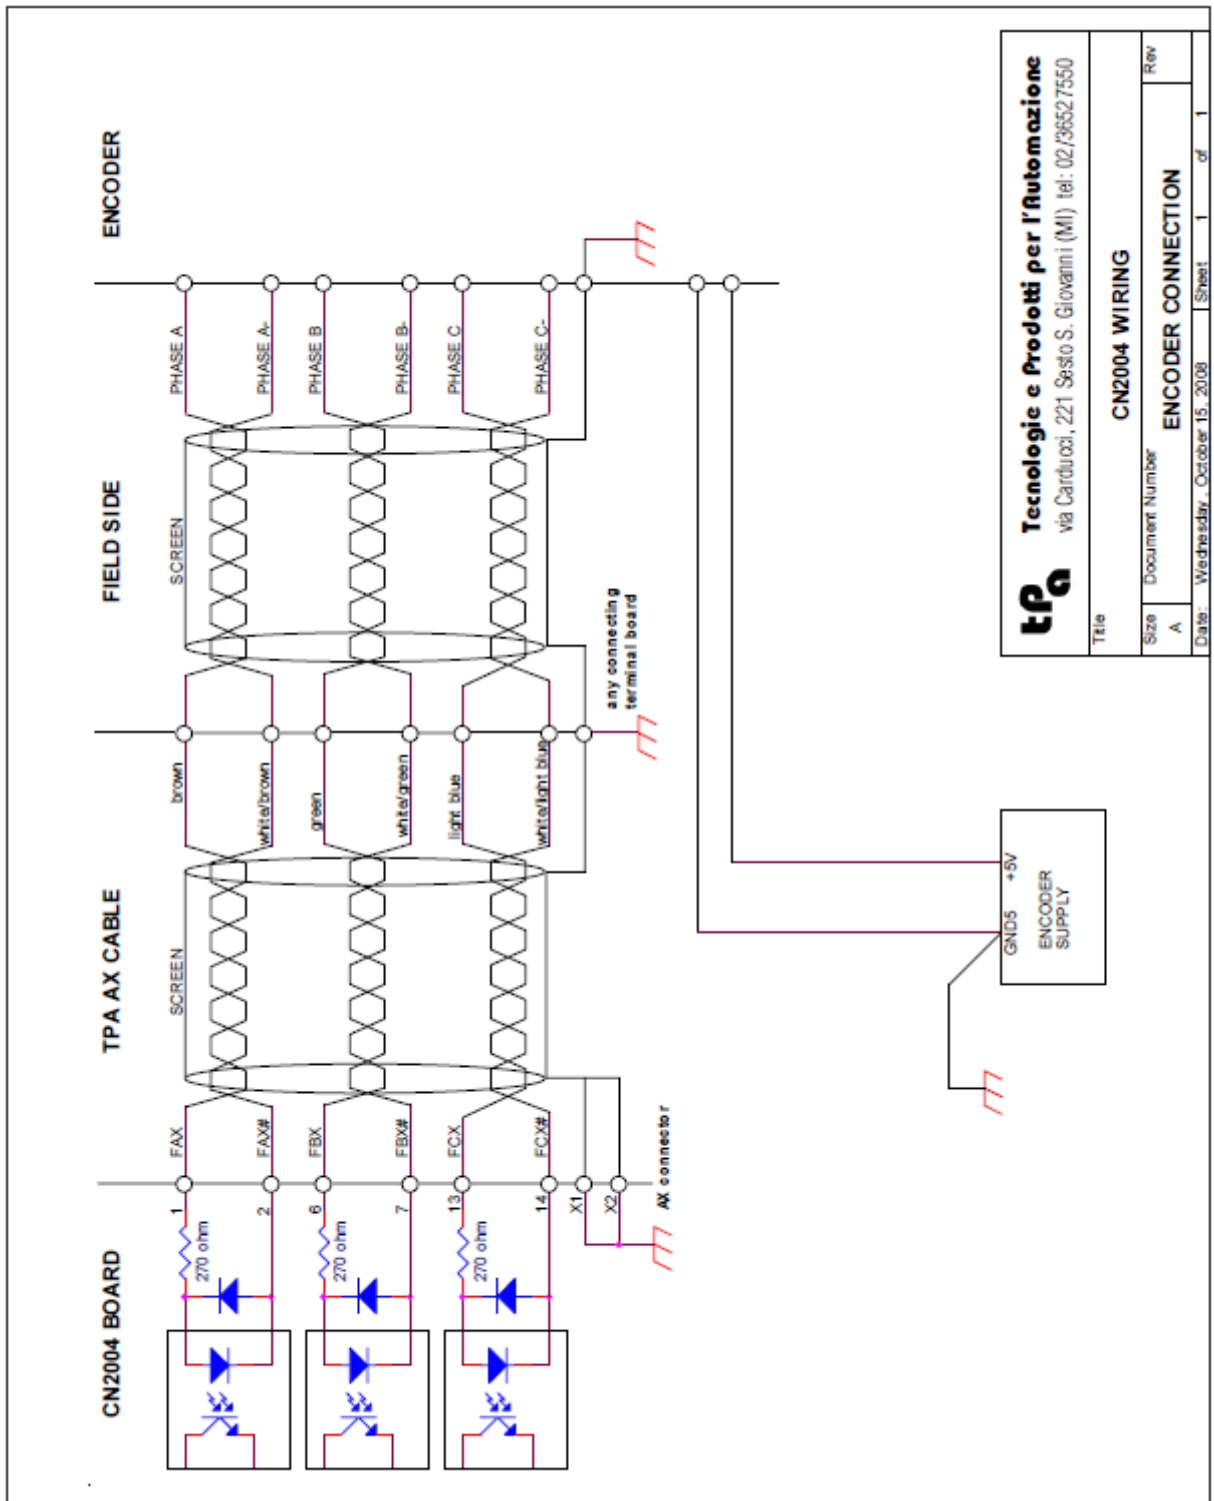 CN2004 BOARD
TPA AX CABLE
FIELD SIDE
ENCODER
1
FAX
SCREEN
brown
SCREEN
PHASE A
270 ohm
2
FAX#
white/brown
PHASE A-
6
FBX
green
PHASE B
270 ohm
7
FBX#
white/green
PHASE B-
13
FCX
light blue
PHASE C
270 ohm
14
FCX#
white/light blue
PHASE C-
X1
X2
AX connector
any connecting
terminal board
GND5
+5V
ENCODER
SUPPLY
tPa
Tecnologie e Prodotti per l'Automazione
via Carducci, 221 Sesto S. Giovanni (MI) tel: 02/36527550
Title
CN2004 WIRING
Size
Document Number
Rev
A
ENCODER CONNECTION
Date: Wednesday, October 15, 2008
Sheet 1 of 1